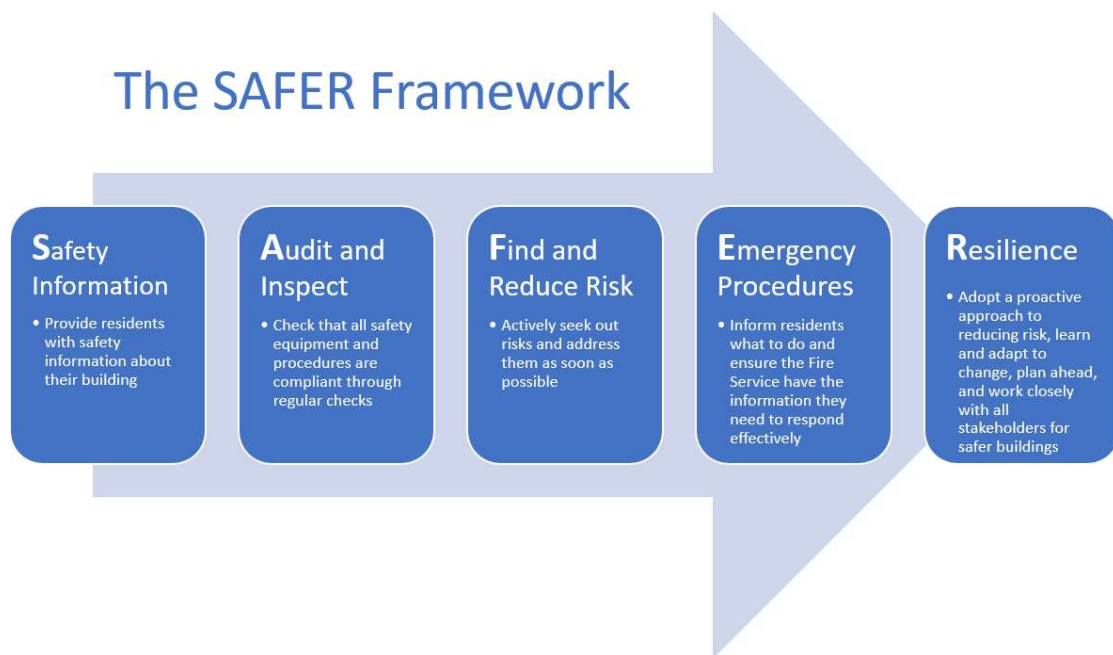 The SAFER Framework
Safety
Information
• Provide residents
with safety
information about
their building
Audit and
Inspect
• Check that all safety
equipment and
procedures are
compliant through
regular checks
Find and
Reduce Risk
• Actively seek out
risks and address
them as soon as
possible
Emergency
Procedures
• Inform residents
what to do and
ensure the Fire
Service have the
information they
need to respond
effectively
Resilience
• Adopt a proactive
approach to
reducing risk, learn
and adapt to
change, plan ahead,
and work closely
with all
stakeholders for
safer buildings